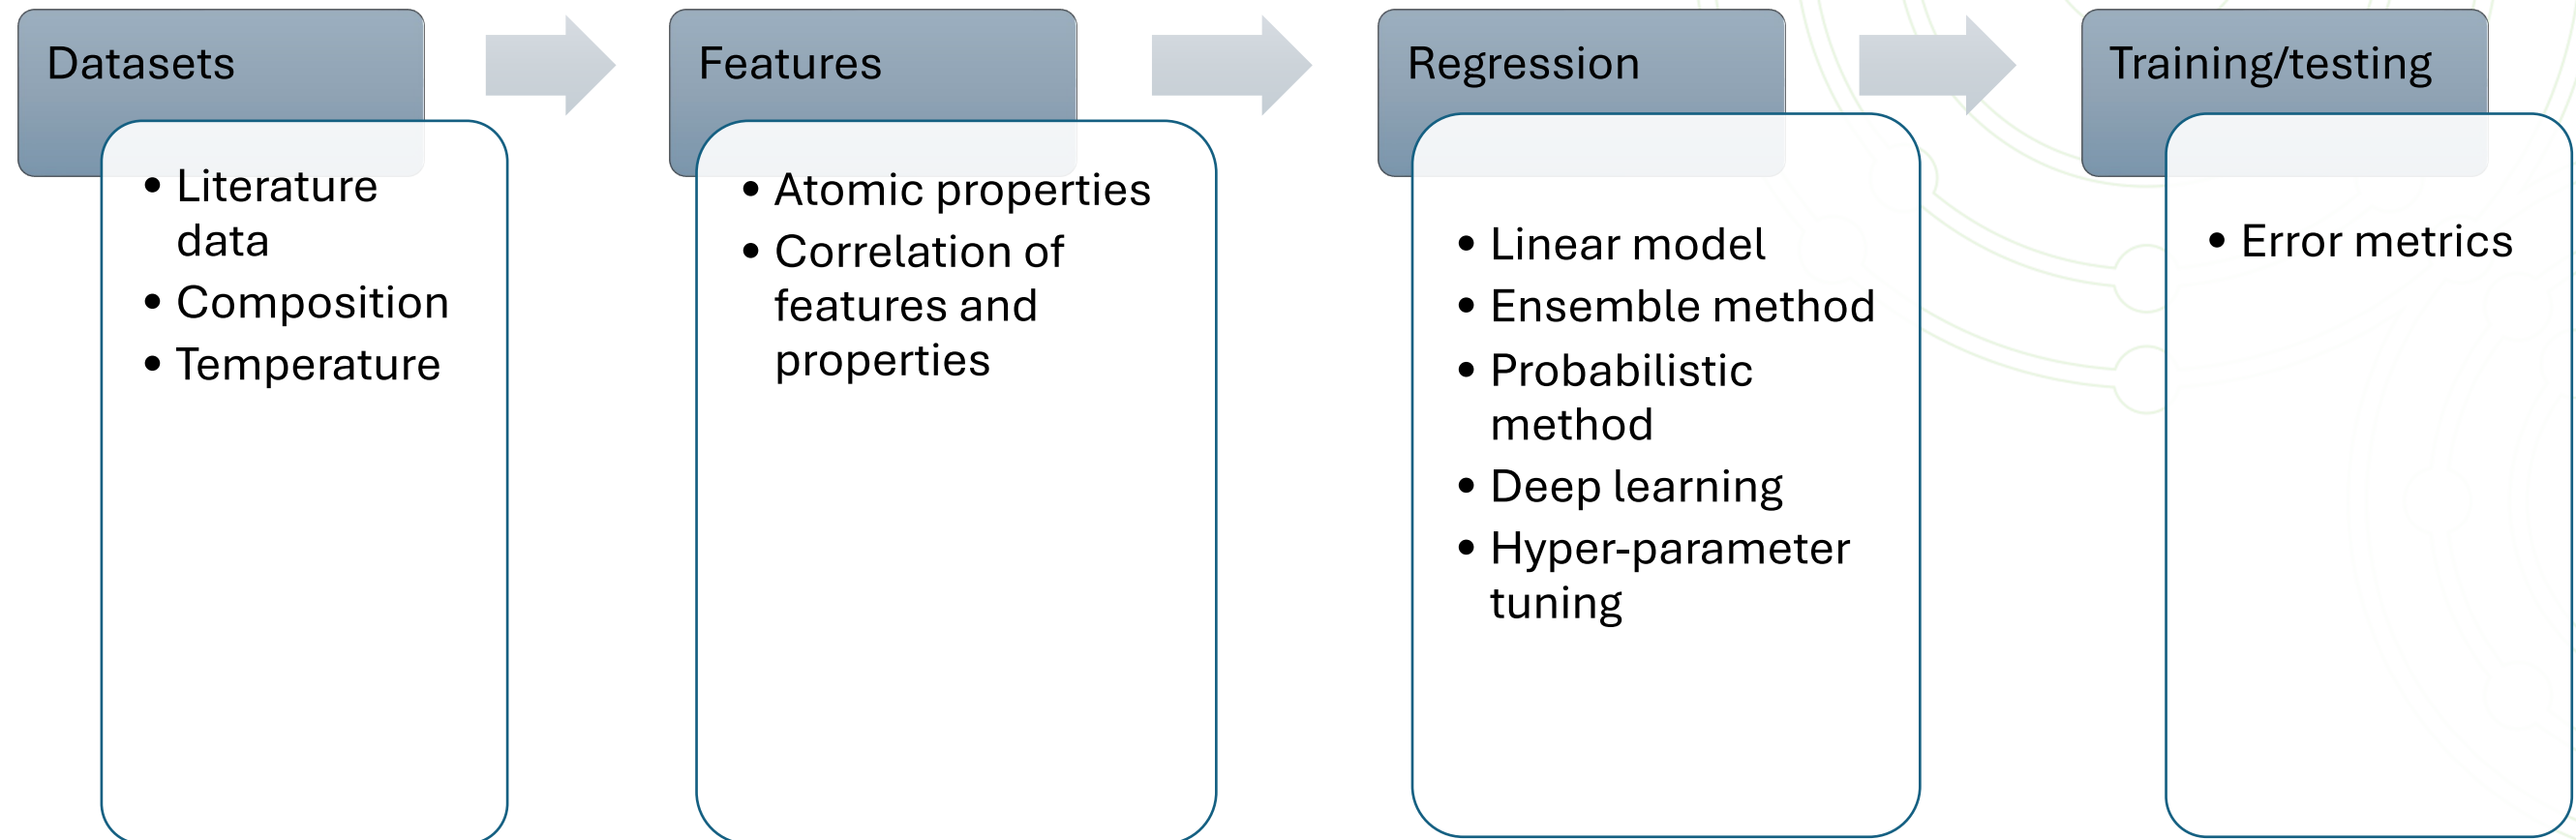 Datasets
• Literature
data
• Composition
• Temperature
Features
• Atomic properties
• Correlation of
features and
properties
Regression
• Linear model
• Ensemble method
• Probabilistic
method
• Deep learning
• Hyper-parameter
tuning
Training/testing
• Error metrics